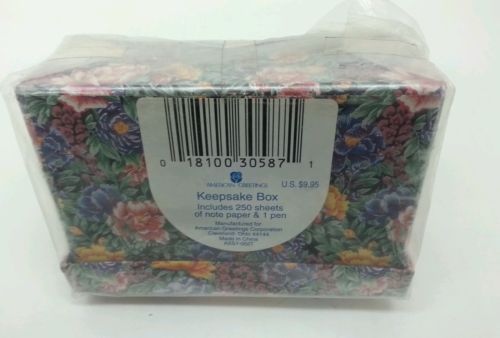 0 18100 30587 1
AMERICAN GREETINGS
U.S. $9.95
Keepsake Box
Includes 250 sheets
of note paper & 1 pen
Manufactured for
American Greetings Corporation
Cleveland, Ohio 44144
Made in China